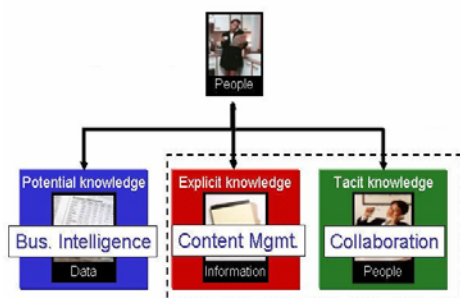 People
Potential knowledge
Explicit knowledge
Tacit knowledge
Bus. Intelligence
Content Mgmt.
Collaboration
Data
Information
People